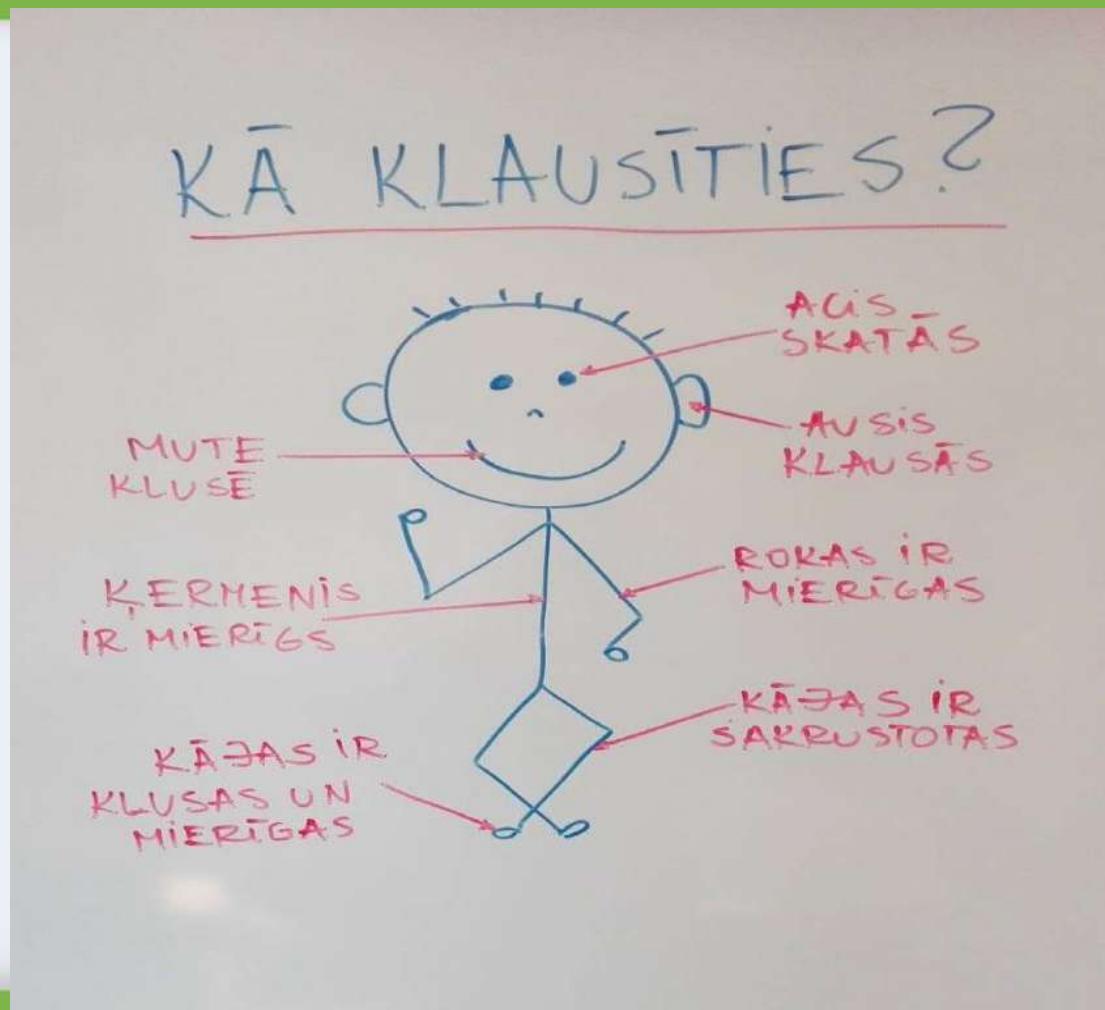 KĀ KLAUSĪTIES?
ACIS
SKATĀS
AUSIS
KLAUSĀS
MUTE
KLUSĒ
ROKAS IR
MIERĪGAS
ĶERMENIS
IR MIERĪGS
KĀJAS IR
SAKRUSTOTAS
KĀJAS IR
KLUSAS UN
MIERĪGAS